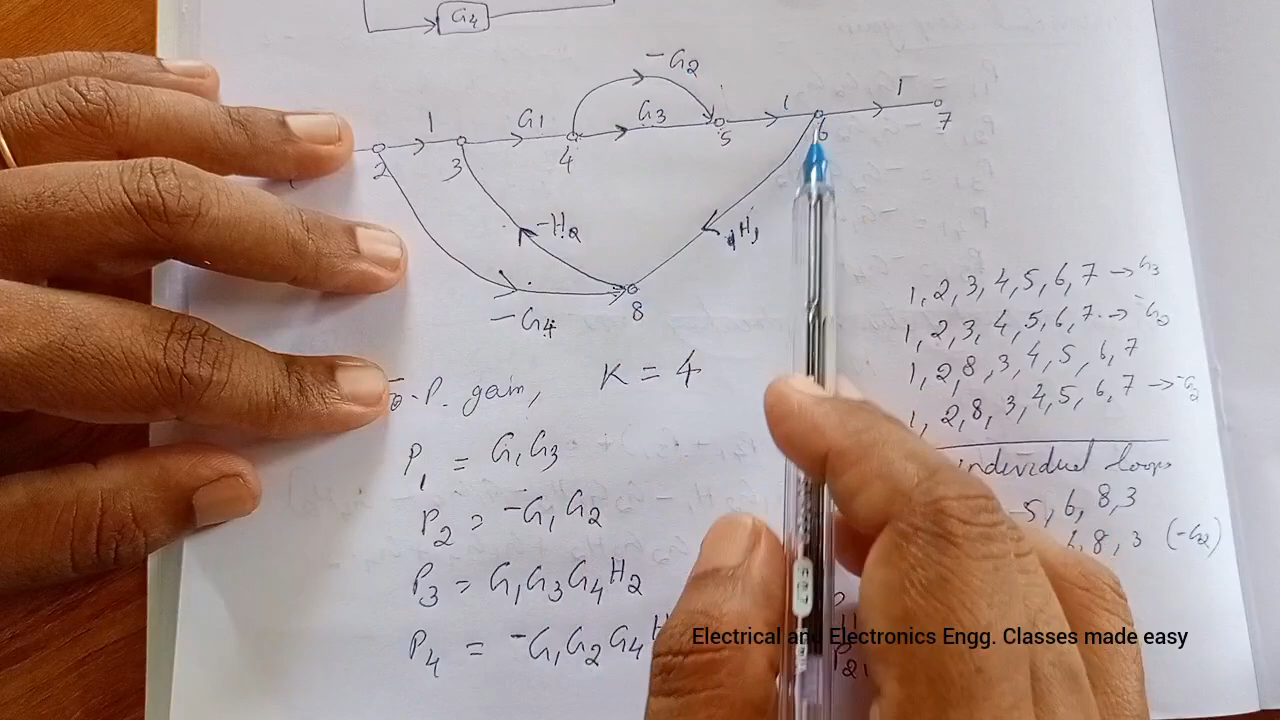 G4
-G2
1 G1 G3 1 1
2 3 4 5 6 7
-H2 H1
8
-G4
P. gain, K = 4
P1 = G1G3
P2 = -G1G2
P3 = G1G3G4H2
P4 = -G1G2G4H
1, 2, 3, 4, 5, 6, 7 → G3
1, 2, 3, 4, 5, 6, 7 → -G2
1, 2, 8, 3, 4, 5, 6, 7
1, 2, 8, 3, 4, 5, 6, 7 → -G2
individual loops
5, 6, 8, 3
6, 8, 3 (-G2)
Electrical and Electronics Engg. Classes made easy